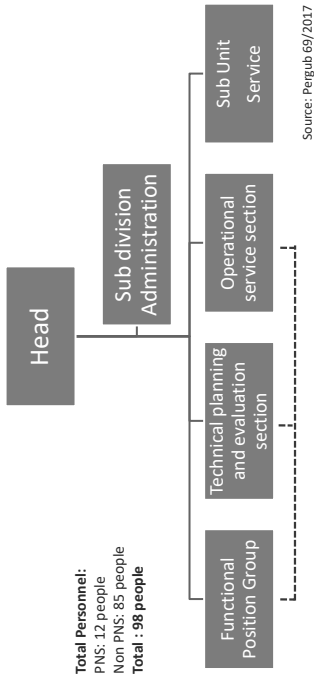 Head
Sub division
Administration
Total Personnel:
PNS: 12 people
Non PNS: 85 people
Total : 98 people
Functional
Position Group
Technical planning
and evaluation
section
Operational
service section
Sub Unit
Service
Source: Pergub 69/2017